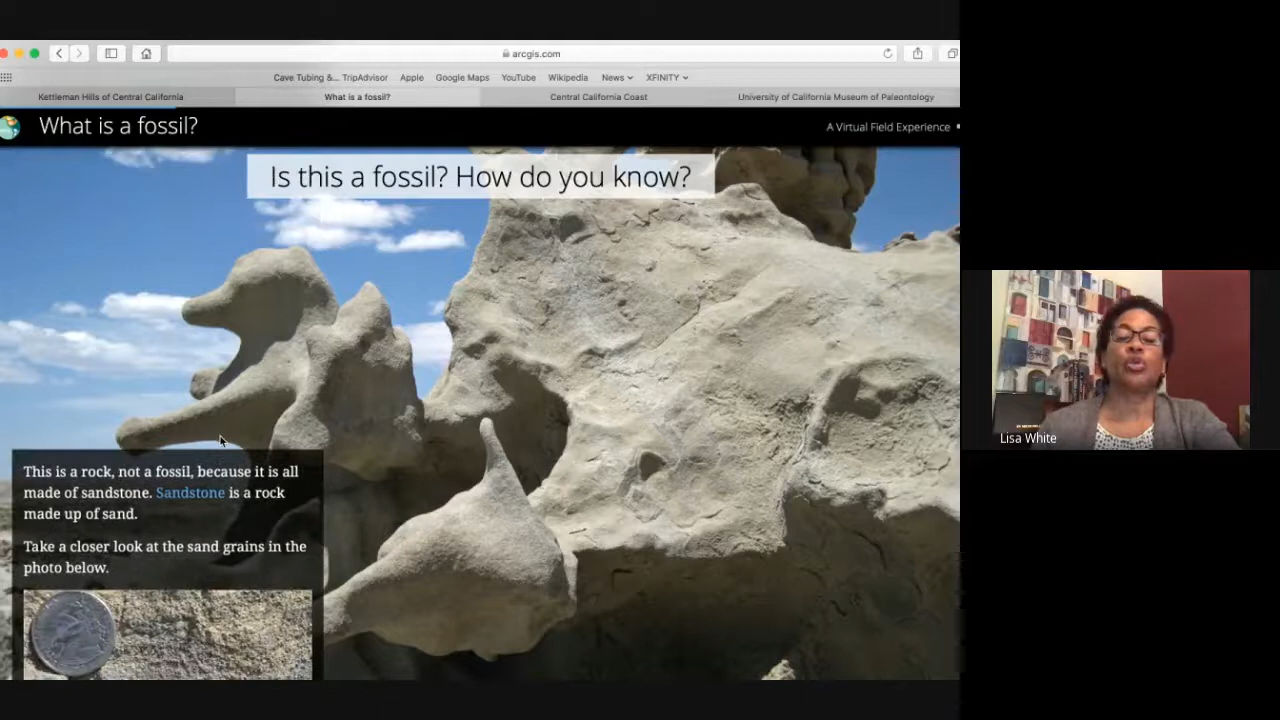 arcgis.com
Cave Tubing &... TripAdvisor Apple Google Maps YouTube Wikipedia News XFINITY
Kettleman Hills of Central California What is a fossil? Central California Coast University of California Museum of Paleontology
What is a fossil?
A Virtual Field Experience
Is this a fossil? How do you know?
This is a rock, not a fossil, because it is all
made of sandstone. Sandstone is a rock
made up of sand.
Take a closer look at the sand grains in the
photo below.
Lisa White